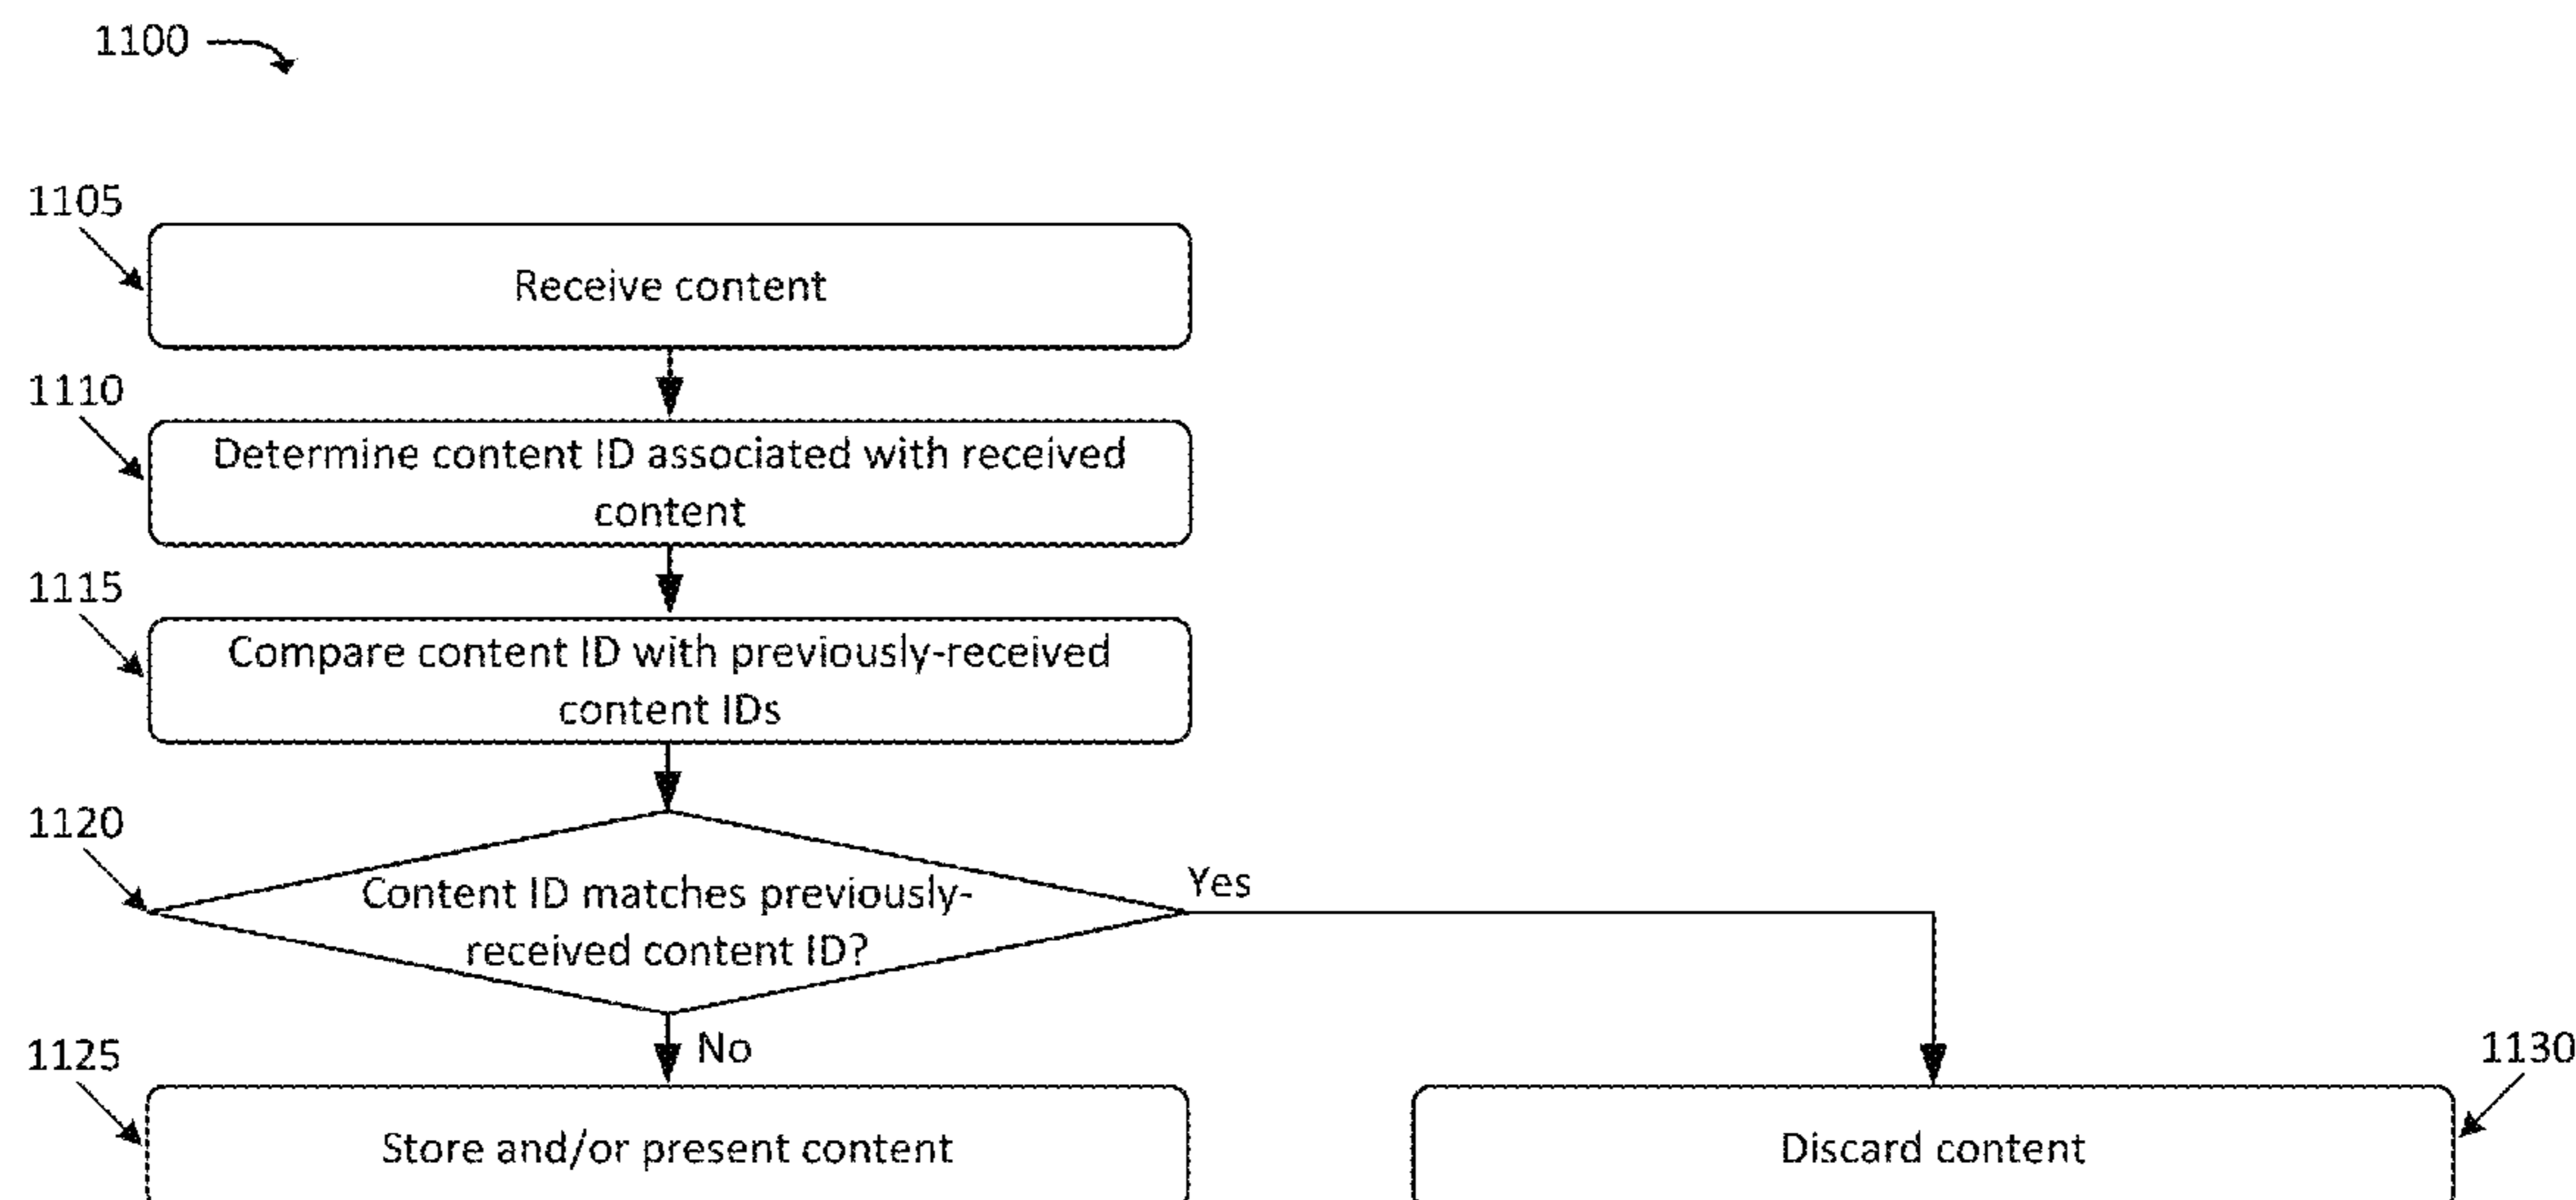 1100
1105
Receive content
1110
Determine content ID associated with received
content
1115
Compare content ID with previously-received
content IDs
1120
Content ID matches previously-
received content ID?
Yes
No
1125
Store and/or present content
1130
Discard content